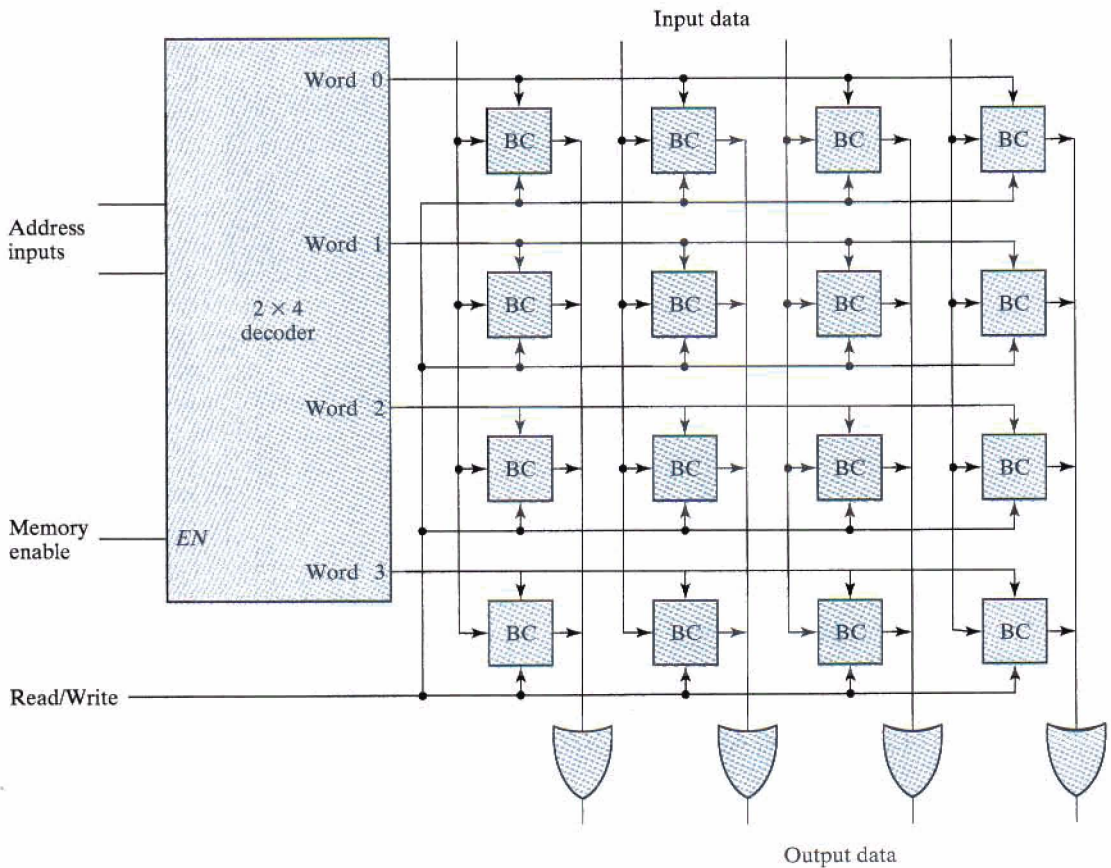 Input data
Word 0
BC BC BC BC
Address
inputs
Word 1
2 × 4
decoder
BC BC BC BC
Word 2
BC BC BC BC
Memory
enable
EN
Word 3
BC BC BC BC
Read/Write
Output data